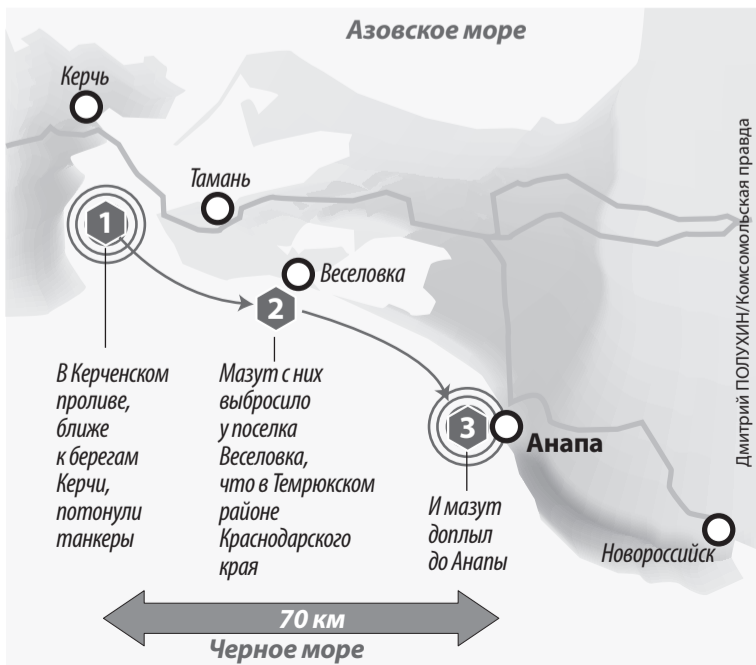 Азовское море
Керчь
Тамань
1
Веселовка
2
3
Анапа
Новороссийск
В Керченском
проливе,
ближе
к берегам
Керчи,
потонули
танкеры
Мазут с них
выбросило
у поселка
Веселовка,
что в Темрюкском
районе
Краснодарского
края
И мазут
доплыл
до Анапы
70 км
Черное море
Дмитрий ПОЛУХИН/Комсомольская правда